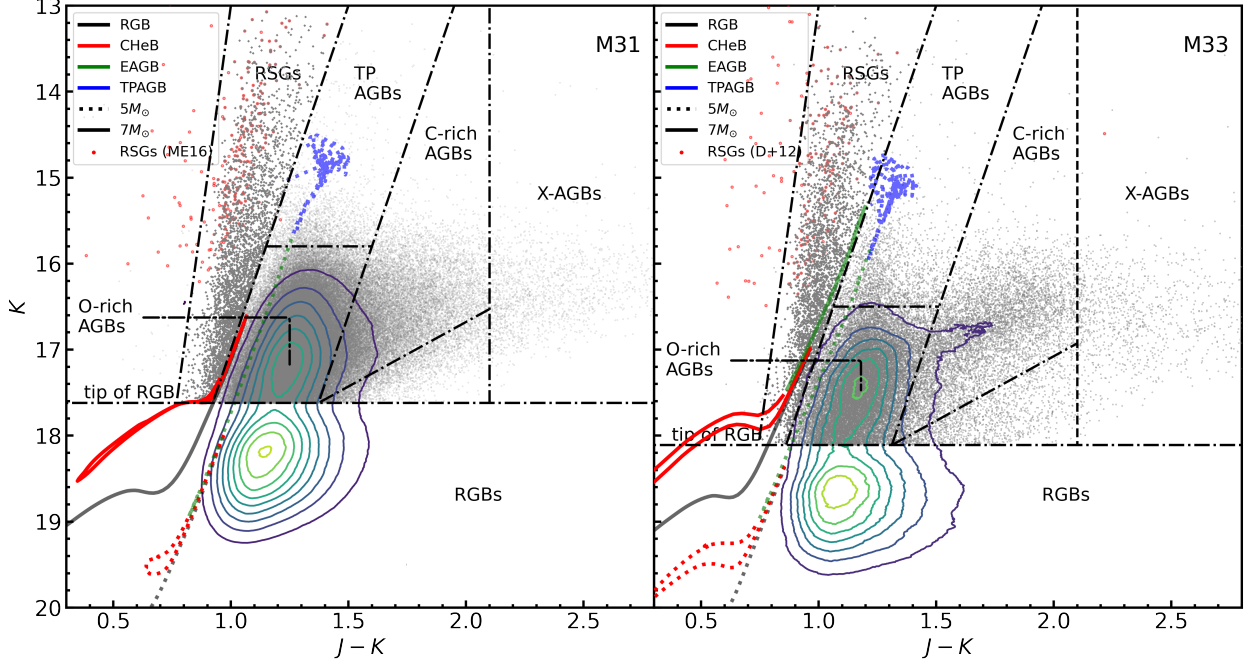 M31
RGB
CHeB
EAGB
TPAGB
5M⊙
7M⊙
RSGs (ME16)
RSGs
TP
AGBs
C-rich
AGBs
X-AGBs
O-rich
AGBs
tip of RGB
RGBs
13
14
15
16
17
18
19
20
K
0.5
1.0
1.5
2.0
2.5
J − K
M33
RGB
CHeB
EAGB
TPAGB
5M⊙
7M⊙
RSGs (D+12)
RSGs
TP
AGBs
C-rich
AGBs
X-AGBs
O-rich
AGBs
tip of RGB
RGBs
0.5
1.0
1.5
2.0
2.5
J − K